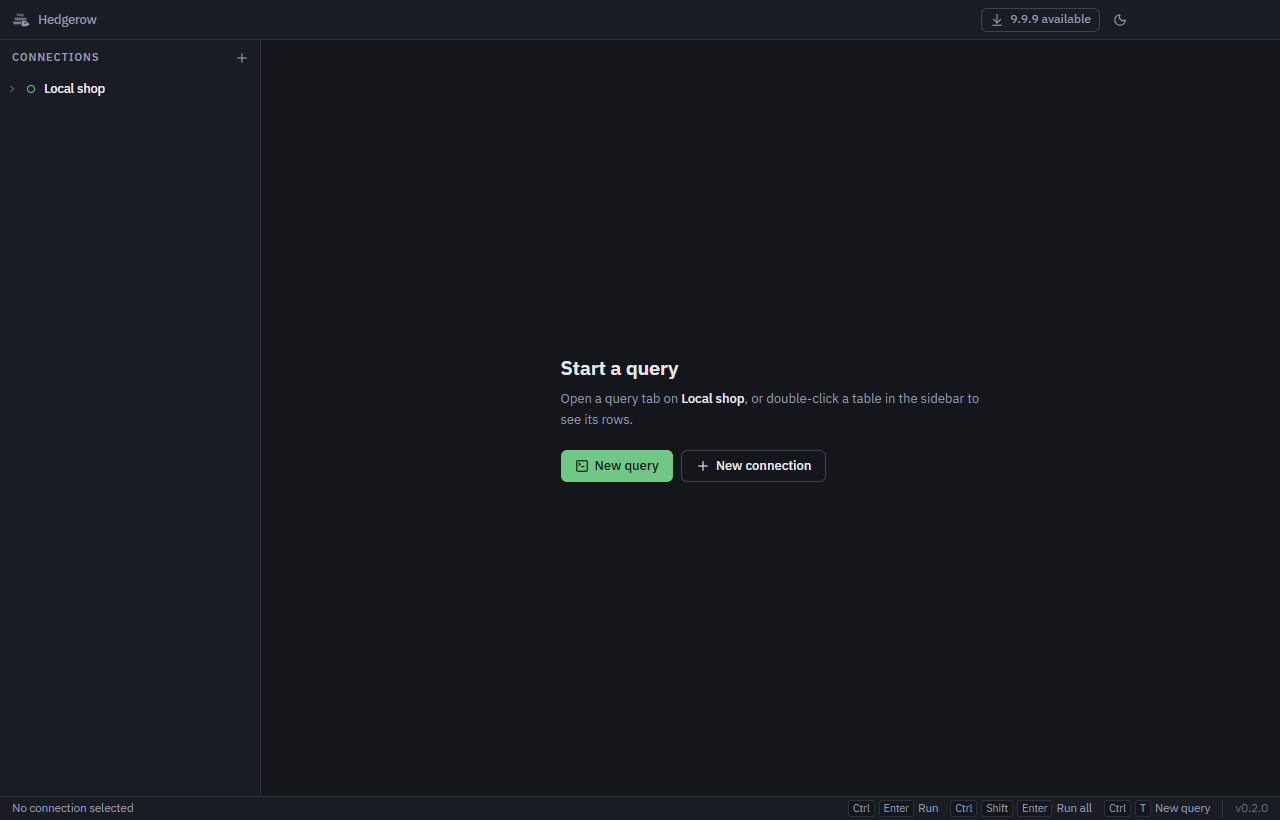 Hedgerow
9.9.9 available
CONNECTIONS
Local shop
Start a query
Open a query tab on Local shop, or double-click a table in the sidebar to
see its rows.
New query
New connection
No connection selected
Ctrl Enter Run Ctrl Shift Enter Run all Ctrl T New query v0.2.0